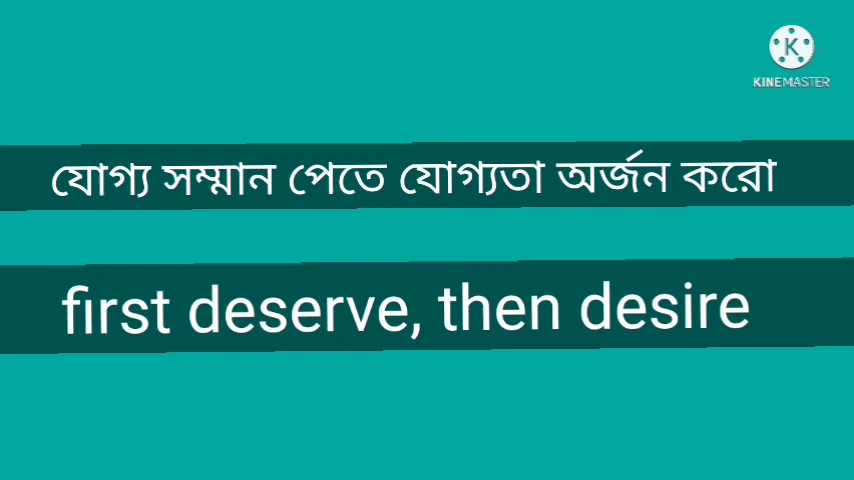 KINEMASTER
যোগ্য সম্মান পেতে যোগ্যতা অর্জন করো
first deserve, then desire